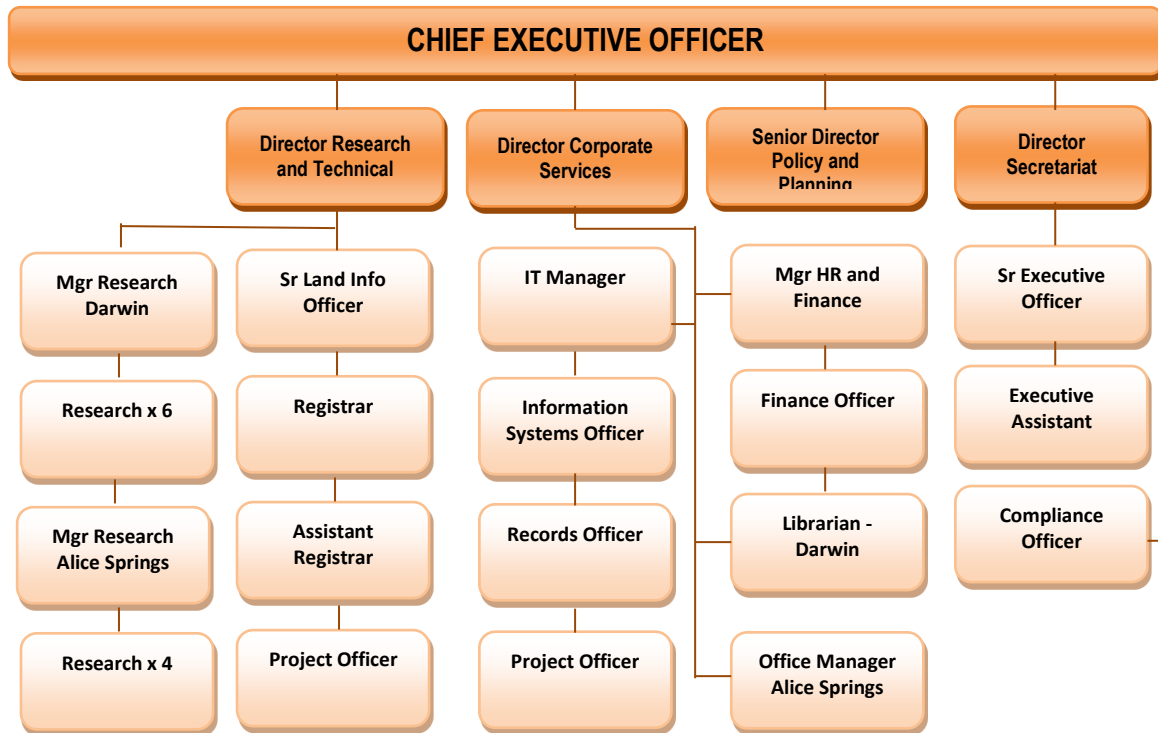 CHIEF EXECUTIVE OFFICER
Director Research
and Technical
Director Corporate
Services
Senior Director
Policy and
Planning
Director
Secretariat
Mgr Research
Darwin
Sr Land Info
Officer
IT Manager
Mgr HR and
Finance
Sr Executive
Officer
Research x 6
Registrar
Information
Systems Officer
Finance Officer
Executive
Assistant
Mgr Research
Alice Springs
Assistant
Registrar
Records Officer
Librarian -
Darwin
Compliance
Officer
Research x 4
Project Officer
Project Officer
Office Manager
Alice Springs